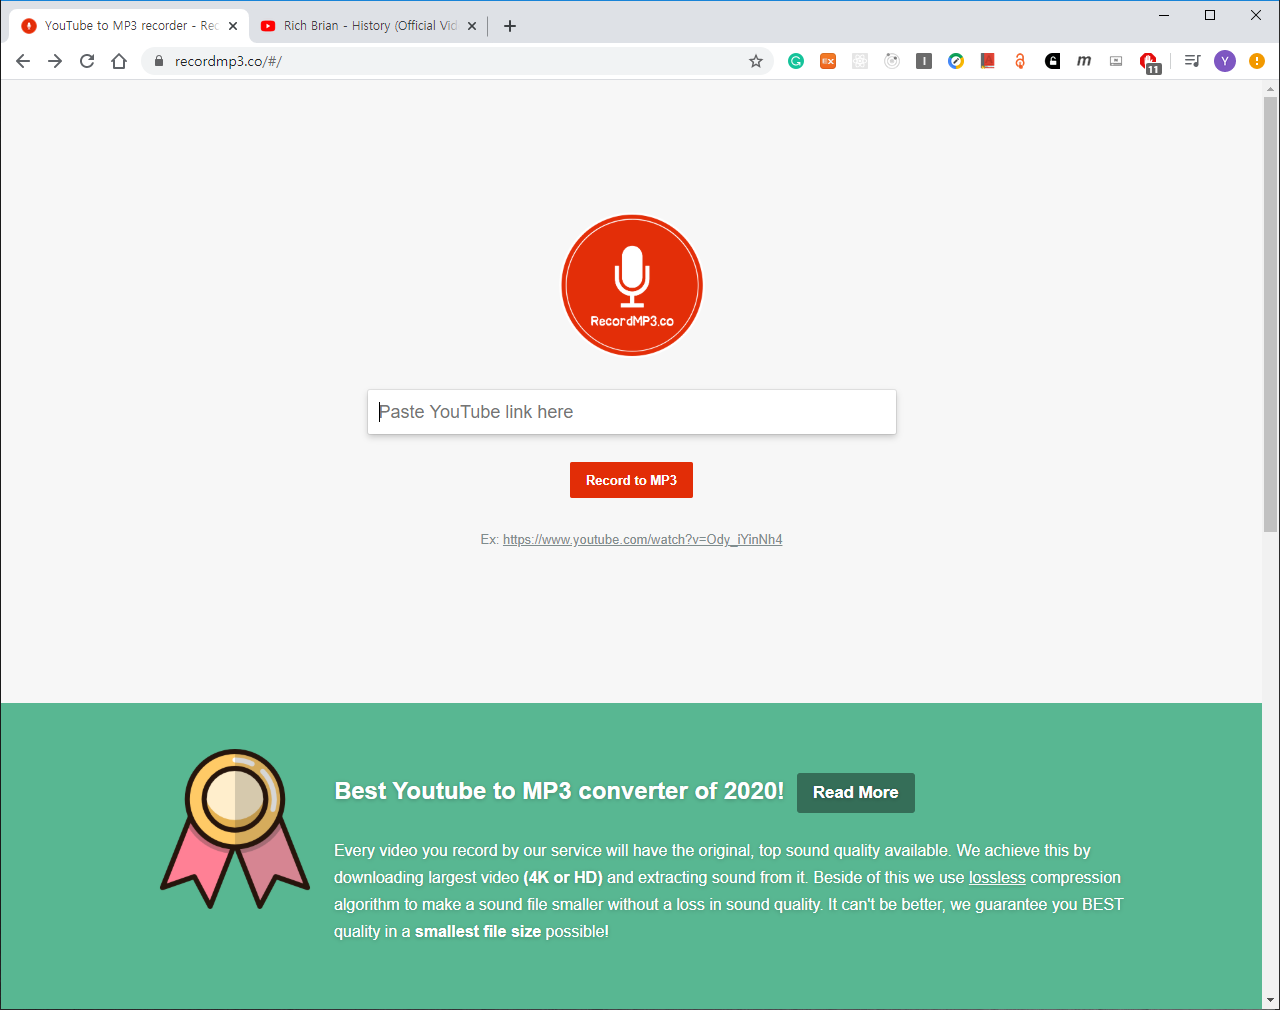 YouTube to MP3 recorder - Rec
Rich Brian - History (Official Vid
recordmp3.co/#/
EX
m
11
Y
RecordMP3.co
Paste YouTube link here
Record to MP3
Ex: https://www.youtube.com/watch?v=Ody_iYinNh4
Best Youtube to MP3 converter of 2020!
Read More
Every video you record by our service will have the original, top sound quality available. We achieve this by
downloading largest video (4K or HD) and extracting sound from it. Beside of this we use lossless compression
algorithm to make a sound file smaller without a loss in sound quality. It can't be better, we guarantee you BEST
quality in a smallest file size possible!